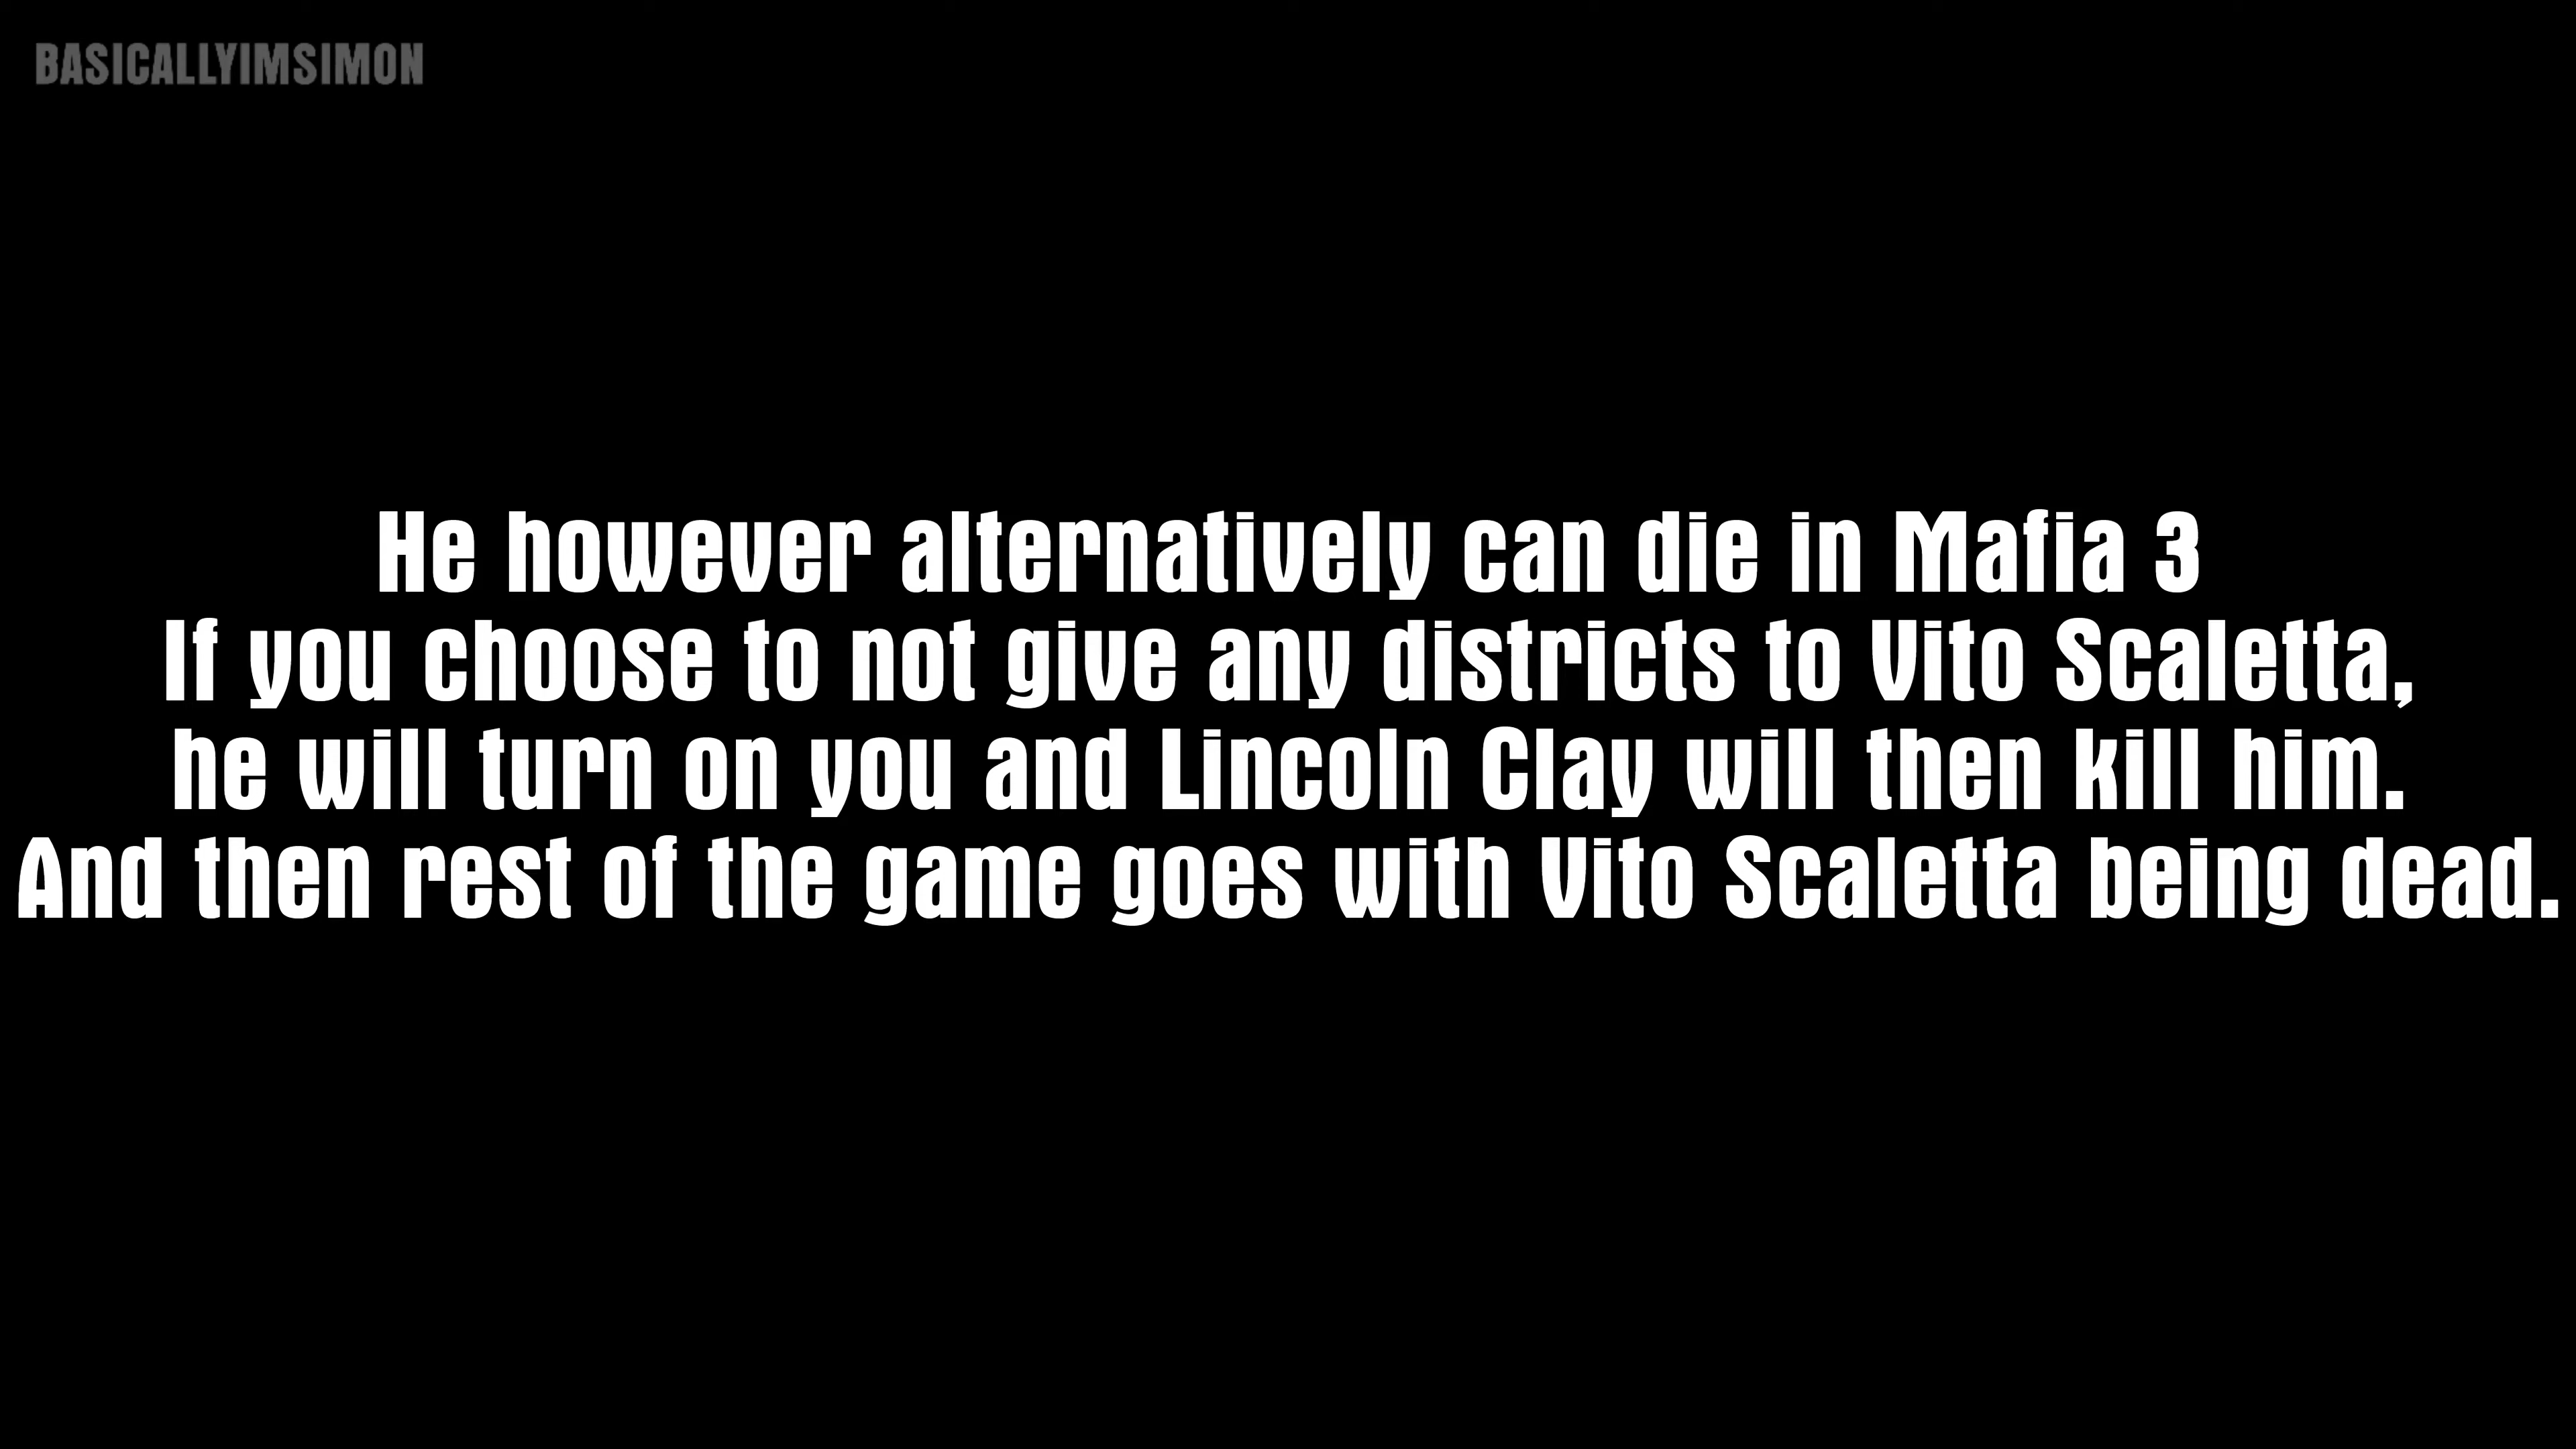 BASICALLYIMSIMON
He however alternatively can die in Mafia 3
If you choose to not give any districts to Vito Scaletta,
he will turn on you and Lincoln Clay will then kill him.
And then rest of the game goes with Vito Scaletta being dead.